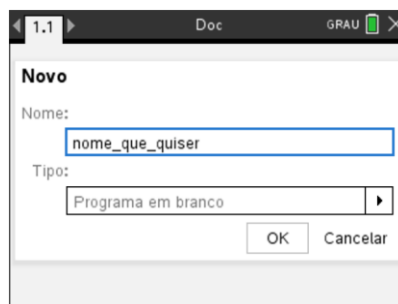 1.1 Doc GRAU
Novo
Nome:
nome_que_quiser
Tipo:
Programa em branco
OK Cancelar